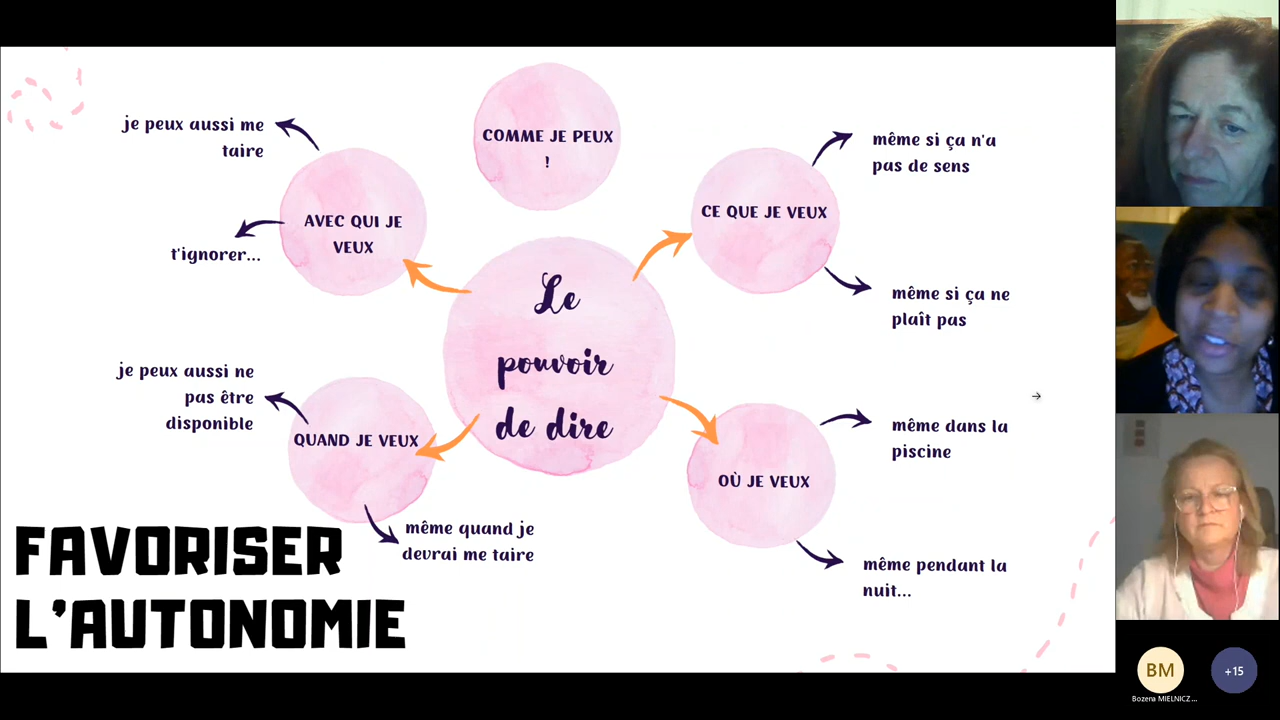 COMME JE PEUX
!
je peux aussi me
taire
AVEC QUI JE
VEUX
t'ignorer...
CE QUE JE VEUX
même si ça n'a
pas de sens
même si ça ne
plaît pas
Le
pouvoir
de dire
je peux aussi ne
pas être
disponible
QUAND JE VEUX
même quand je
devrai me taire
OÙ JE VEUX
même dans la
piscine
même pendant la
nuit...
FAVORISER
L'AUTONOMIE
BM
Bozena MIELNICZ...
+15